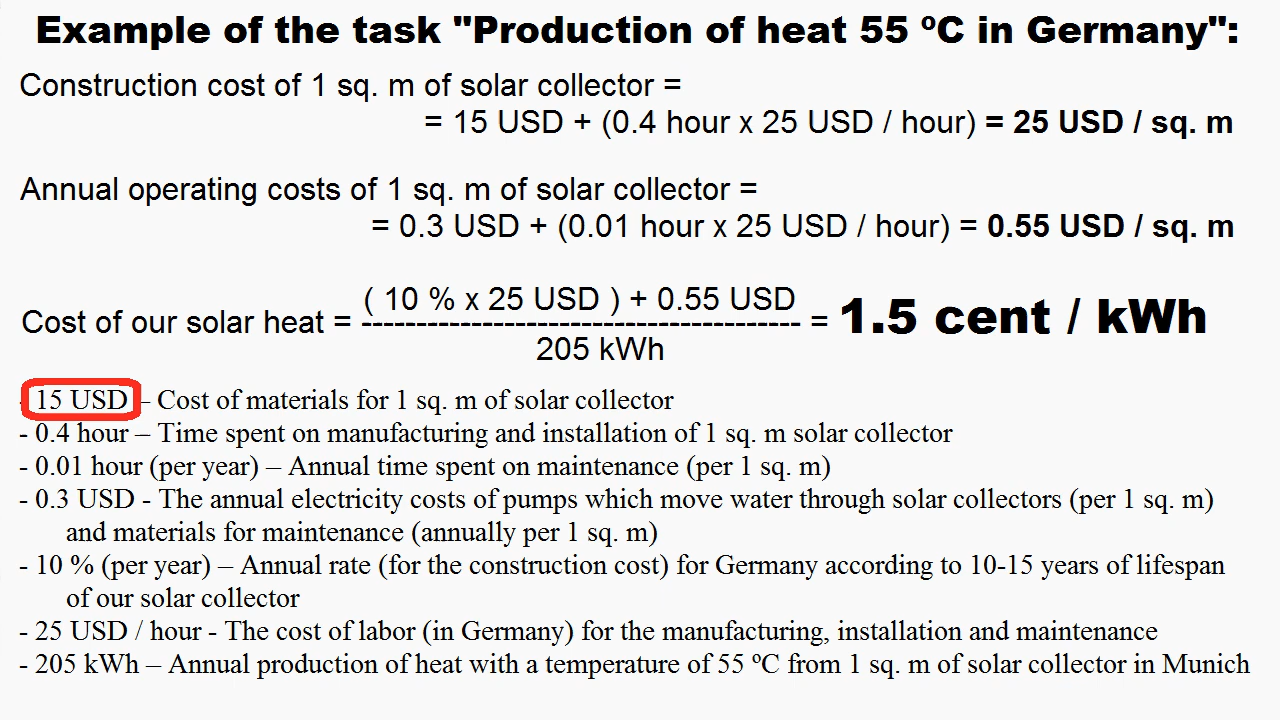 Example of the task "Production of heat 55 ºC in Germany":
Construction cost of 1 sq. m of solar collector =
= 15 USD + (0.4 hour x 25 USD / hour) = 25 USD / sq. m
Annual operating costs of 1 sq. m of solar collector =
= 0.3 USD + (0.01 hour x 25 USD / hour) = 0.55 USD / sq. m
( 10 % x 25 USD ) + 0.55 USD
Cost of our solar heat = ---------------------------------------- = 1.5 cent / kWh
205 kWh
- 15 USD – Cost of materials for 1 sq. m of solar collector
- 0.4 hour – Time spent on manufacturing and installation of 1 sq. m solar collector
- 0.01 hour (per year) – Annual time spent on maintenance (per 1 sq. m)
- 0.3 USD - The annual electricity costs of pumps which move water through solar collectors (per 1 sq. m)
and materials for maintenance (annually per 1 sq. m)
- 10 % (per year) – Annual rate (for the construction cost) for Germany according to 10-15 years of lifespan
of our solar collector
- 25 USD / hour - The cost of labor (in Germany) for the manufacturing, installation and maintenance
- 205 kWh – Annual production of heat with a temperature of 55 ºC from 1 sq. m of solar collector in Munich